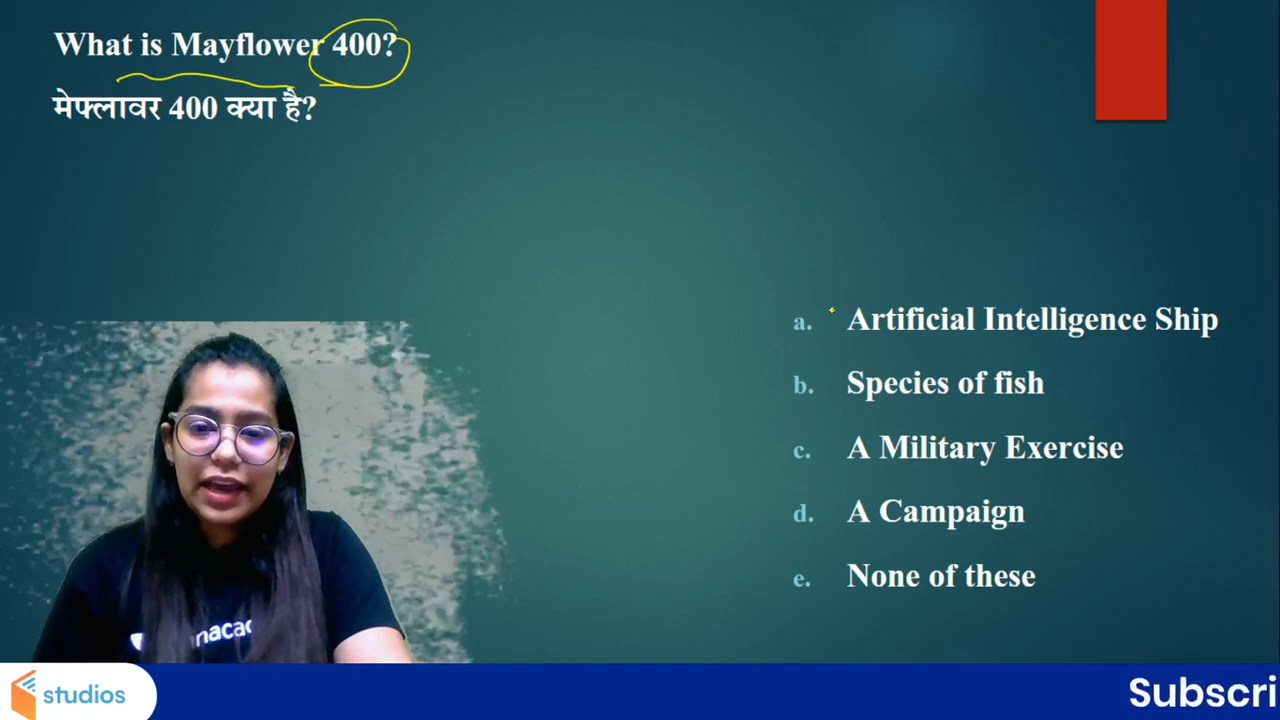 What is Mayflower 400?
मेफ्लावर 400 क्या है?
a. Artificial Intelligence Ship
b. Species of fish
c. A Military Exercise
d. A Campaign
e. None of these
studios
Subscri